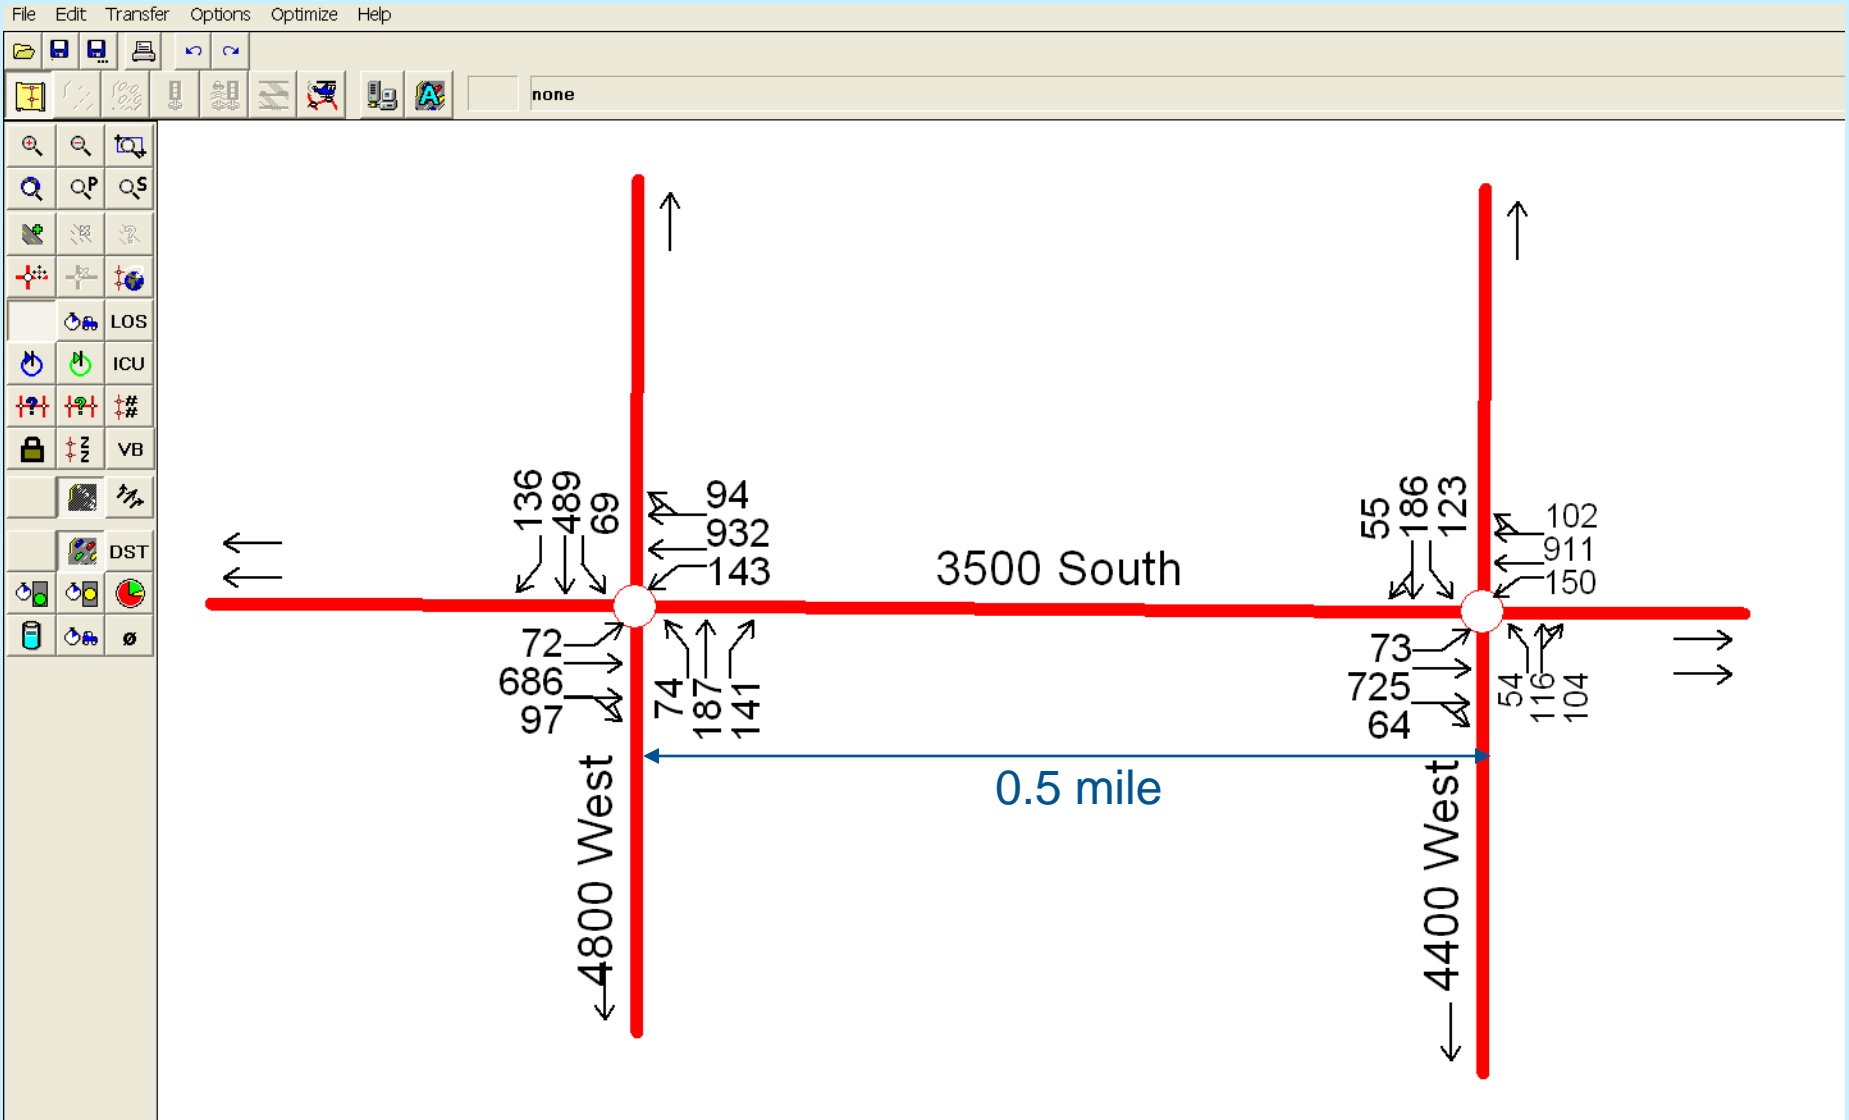 File Edit Transfer Options Optimize Help
none
P
S
LOS
ICU
#
#
Z
Z
VB
DST
ø
136
489
69
94
932
143
3500 South
55
186
123
102
911
150
72
686
97
74
187
141
73
725
64
54
116
104
0.5 mile
4800 West
4400 West